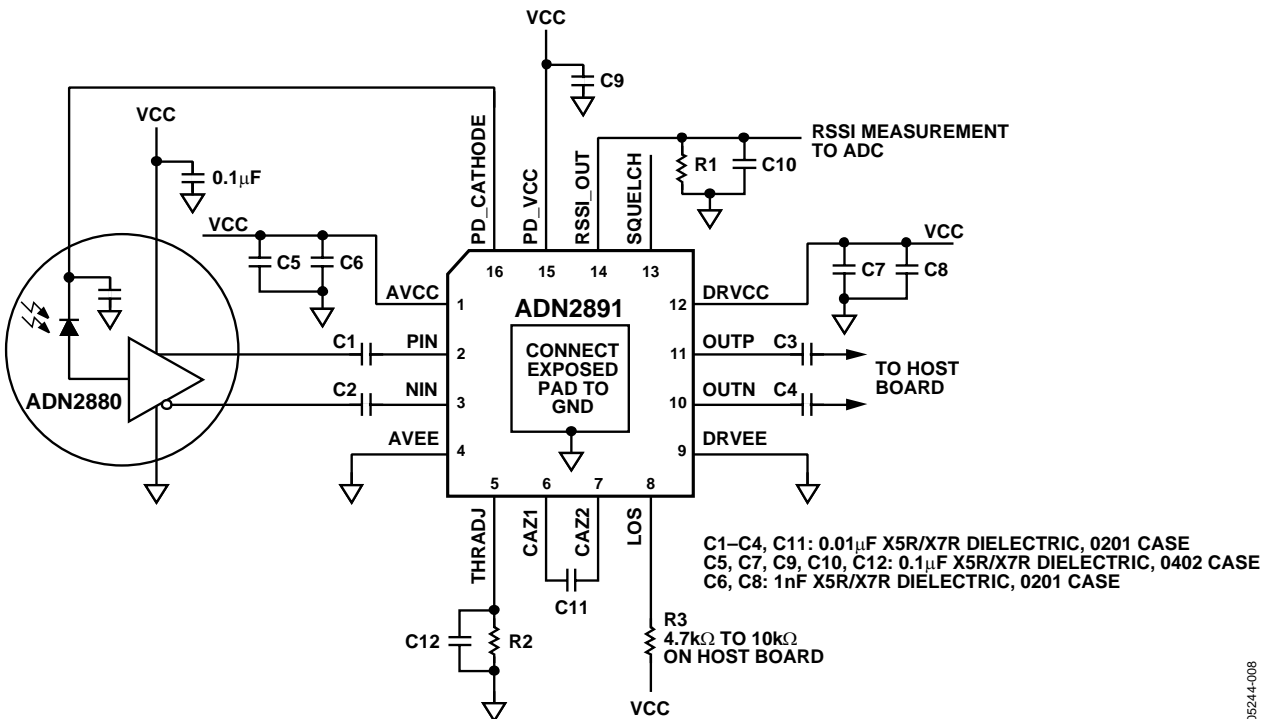 VCC
C9
VCC
0.1μF
PD_CATHODE
PD_VCC
RSSI_OUT
SQUELCH
RSSI MEASUREMENT
TO ADC
R1
C10
VCC
C5
C6
VCC
C7
C8
16
15
14
13
AVCC
1
ADN2891
12
DRVCC
C1
PIN
2
CONNECT
EXPOSED
PAD TO
GND
11
OUTP
C3
TO HOST
BOARD
ADN2880
C2
NIN
3
10
OUTN
C4
AVEE
4
9
DRVEE
5
6
7
8
THRADJ
CAZ1
CAZ2
LOS
C11
C1–C4, C11: 0.01μF X5R/X7R DIELECTRIC, 0201 CASE
C5, C7, C9, C10, C12: 0.1μF X5R/X7R DIELECTRIC, 0402 CASE
C6, C8: 1nF X5R/X7R DIELECTRIC, 0201 CASE
C12
R2
R3
4.7kΩ TO 10kΩ
ON HOST BOARD
VCC
05244-008